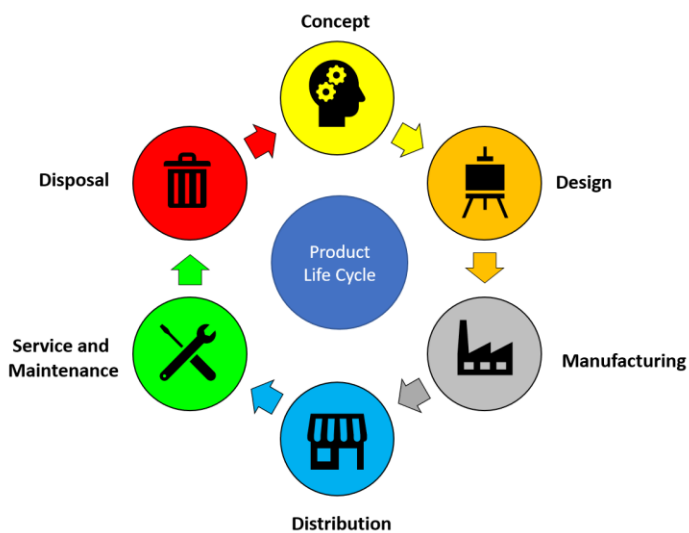 Concept
Design
Manufacturing
Distribution
Service and
Maintenance
Disposal
Product
Life Cycle